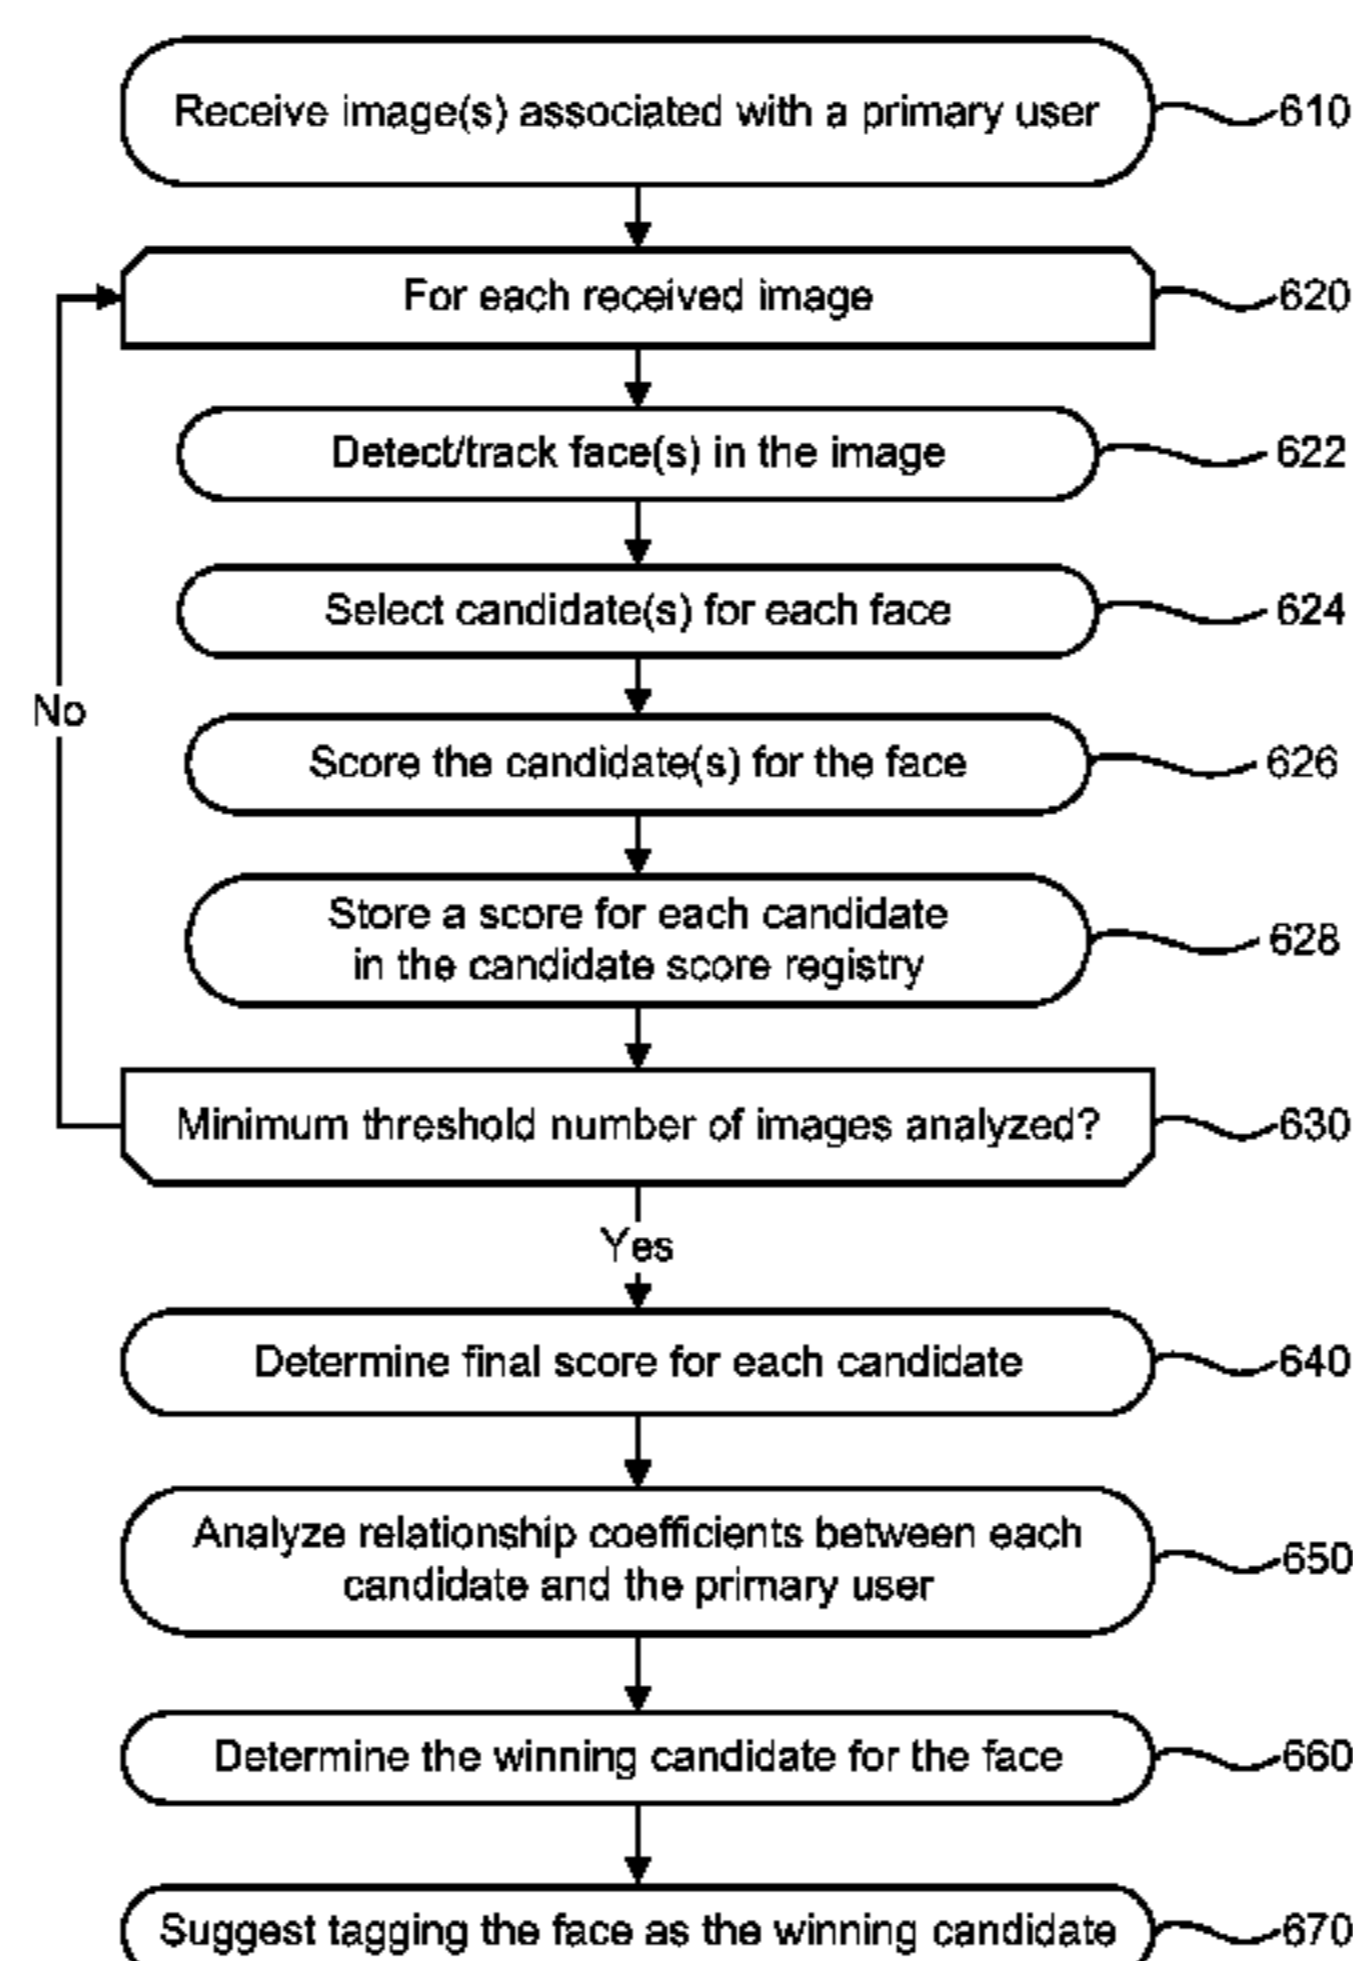 Receive image(s) associated with a primary user 610
For each received image 620
Detect/track face(s) in the image 622
Select candidate(s) for each face 624
No
Score the candidate(s) for the face 626
Store a score for each candidate
in the candidate score registry 628
Minimum threshold number of images analyzed? 630
Yes
Determine final score for each candidate 640
Analyze relationship coefficients between each
candidate and the primary user 650
Determine the winning candidate for the face 660
Suggest tagging the face as the winning candidate 670